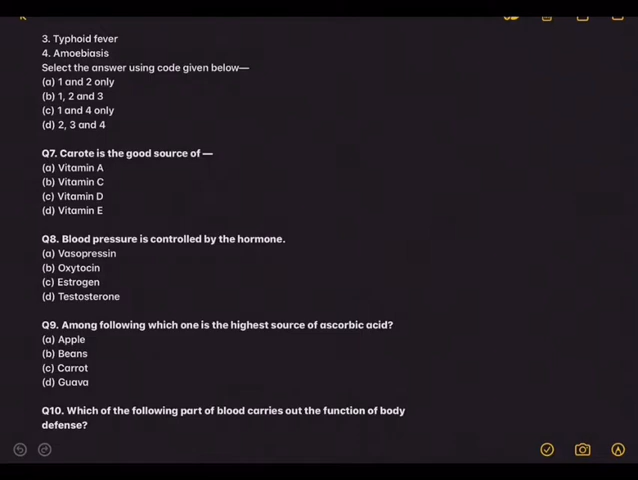 3. Typhoid fever
4. Amoebiasis
Select the answer using code given below—
(a) 1 and 2 only
(b) 1, 2 and 3
(c) 1 and 4 only
(d) 2, 3 and 4
Q7. Carote is the good source of —
(a) Vitamin A
(b) Vitamin C
(c) Vitamin D
(d) Vitamin E
Q8. Blood pressure is controlled by the hormone.
(a) Vasopressin
(b) Oxytocin
(c) Estrogen
(d) Testosterone
Q9. Among following which one is the highest source of ascorbic acid?
(a) Apple
(b) Beans
(c) Carrot
(d) Guava
Q10. Which of the following part of blood carries out the function of body
defense?